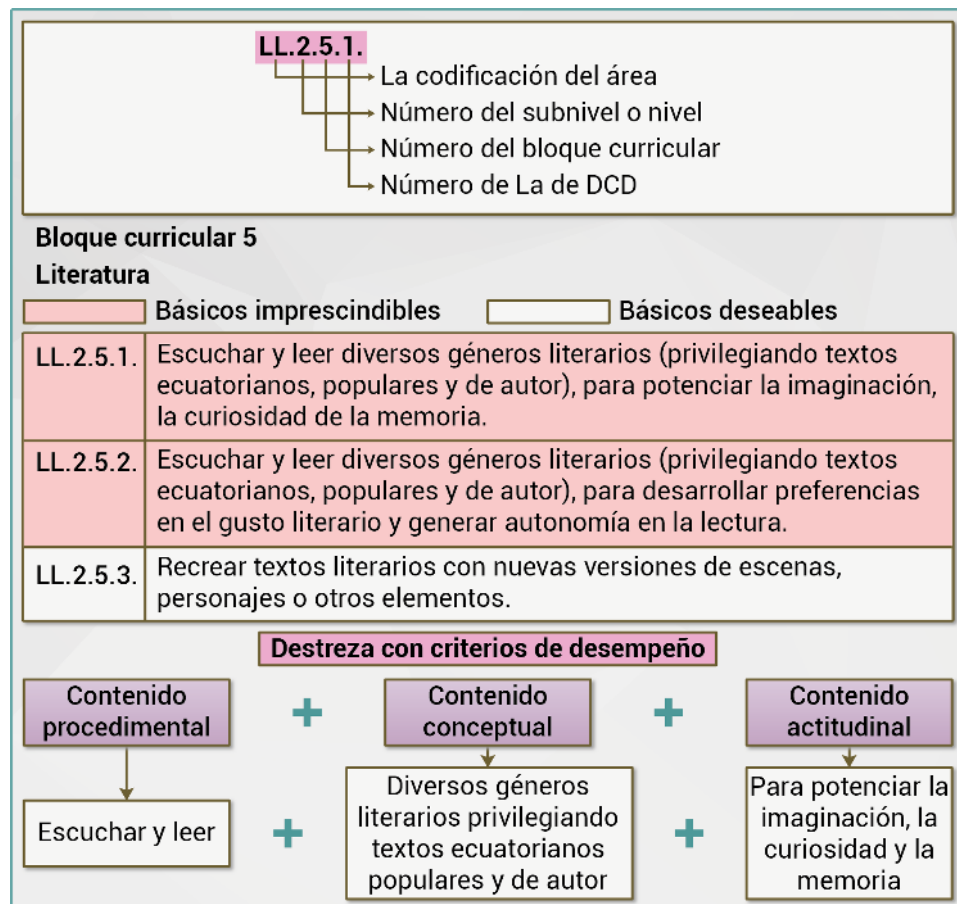 LL.2.5.1.
La codificación del área
Número del subnivel o nivel
Número del bloque curricular
Número de La de DCD
Bloque curricular 5
Literatura
Básicos imprescindibles
Básicos deseables
LL.2.5.1.
Escuchar y leer diversos géneros literarios (privilegiando textos
ecuatorianos, populares y de autor), para potenciar la imaginación,
la curiosidad de la memoria.
LL.2.5.2.
Escuchar y leer diversos géneros literarios (privilegiando textos
ecuatorianos, populares y de autor), para desarrollar preferencias
en el gusto literario y generar autonomía en la lectura.
LL.2.5.3.
Recrear textos literarios con nuevas versiones de escenas,
personajes o otros elementos.
Destreza con criterios de desempeño
Contenido
procedimental
+
Contenido
conceptual
+
Contenido
actitudinal
Escuchar y leer
+
Diversos géneros
literarios privilegiando
textos ecuatorianos
populares y de autor
+
Para potenciar la
imaginación, la
curiosidad y la
memoria